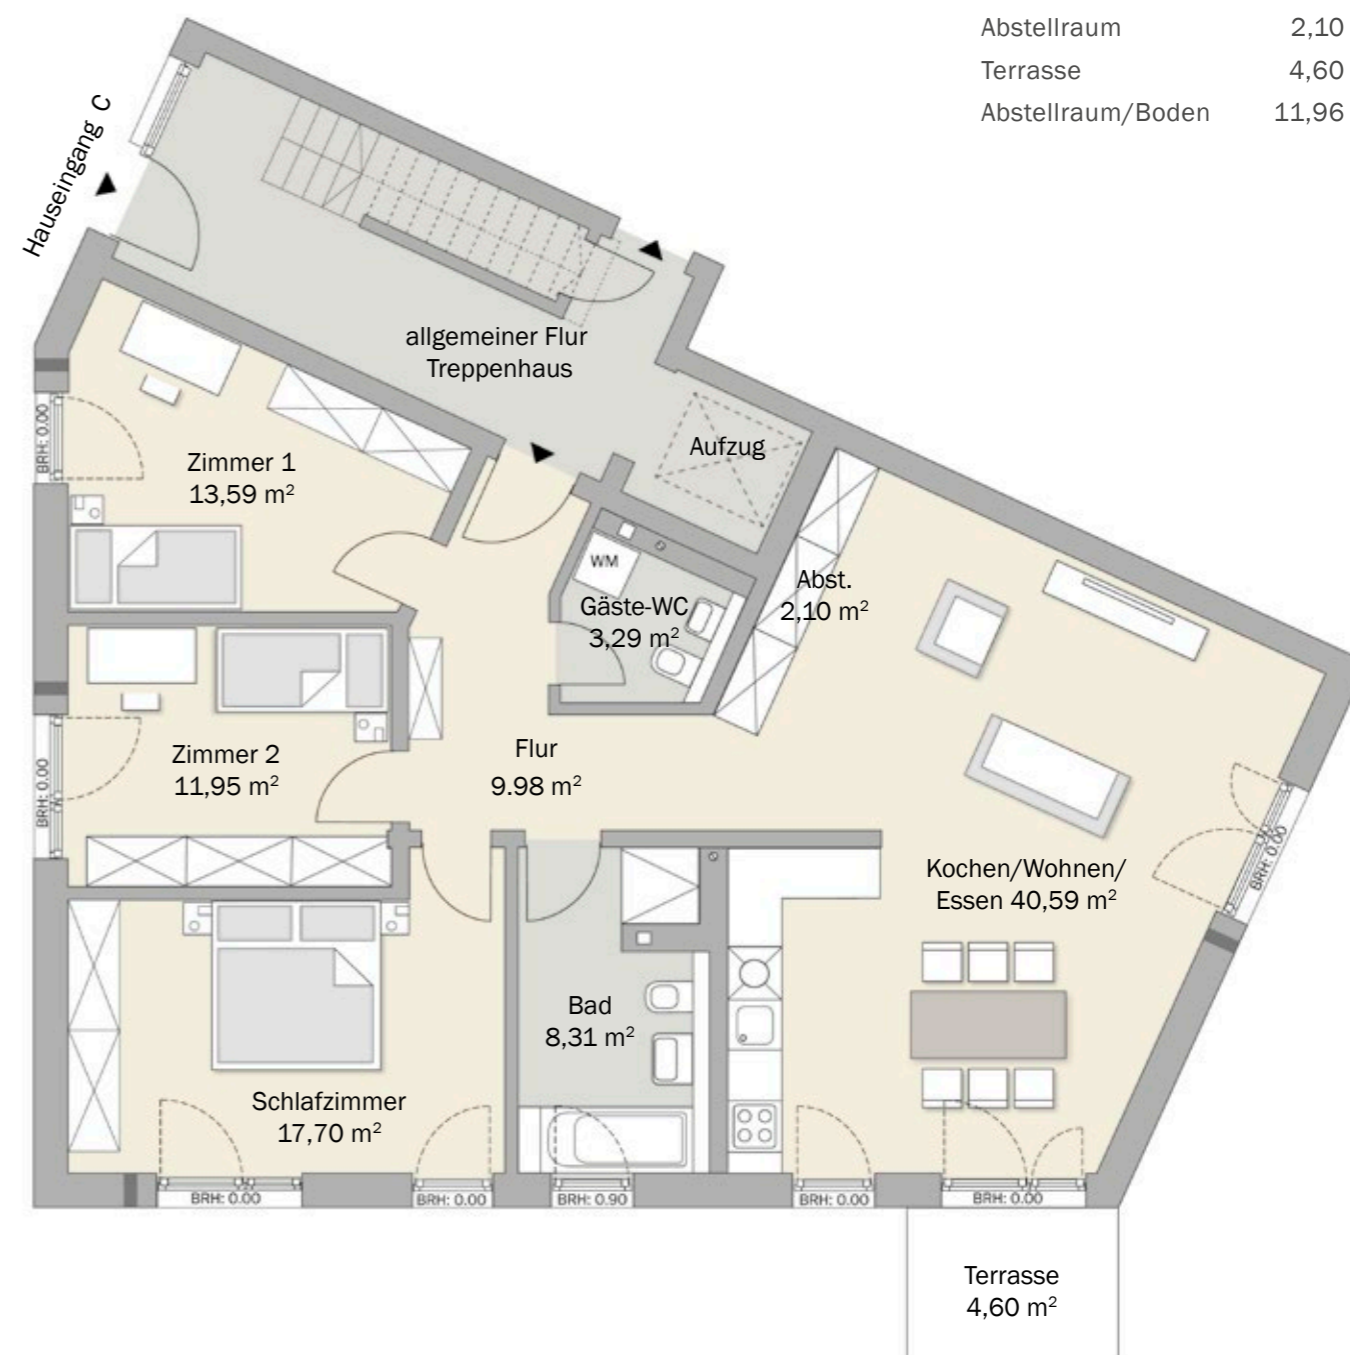 Abstellraum 2,10
Terrasse 4,60
Abstellraum/Boden 11,96
Hauseingang C
allgemeiner Flur
Treppenhaus
Aufzug
BRH: 0.00
Zimmer 1
13,59 m²
WM
Gäste-WC
3,29 m²
Abst.
2,10 m²
Zimmer 2
11,95 m²
BRH: 0.00
Flur
9.98 m²
Kochen/Wohnen/
Essen 40,59 m²
BRH: 0.00
Bad
8,31 m²
Schlafzimmer
17,70 m²
BRH: 0.00
BRH: 0.00
BRH: 0.90
BRH: 0.00
BRH: 0.00
Terrasse
4,60 m²